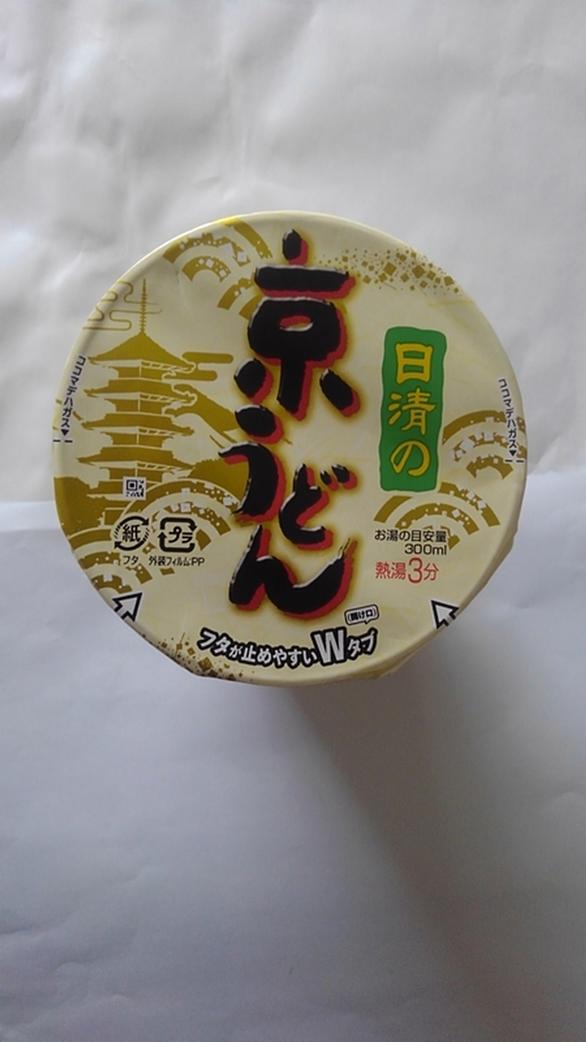 京うどん
日清の
ココマデハガス▼
ココマデハガス▼
お湯の目安量
300ml
熱湯3分
紙
プラ
フタ 外装フィルム:PP
(開け口)
フタが止めやすいWタブ